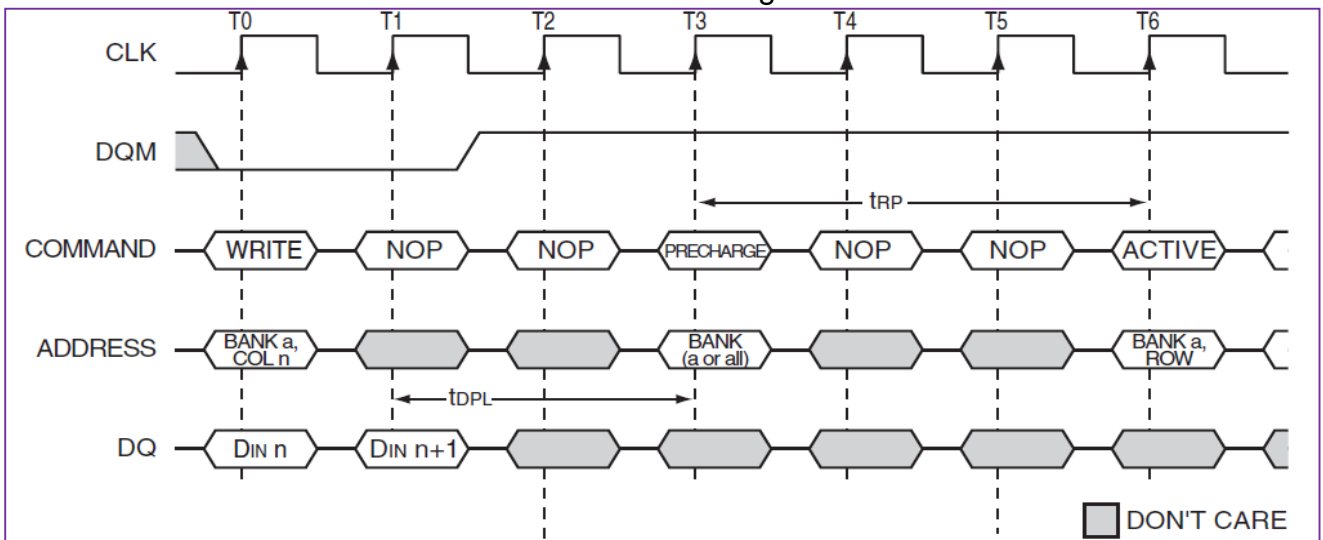 T0 T1 T2 T3 T4 T5 T6
CLK
DQM
tRP
COMMAND WRITE NOP NOP PRECHARGE NOP NOP ACTIVE
ADDRESS BANK a, COL n BANK (a or all) BANK a, ROW
tDPL
DQ DIN n DIN n+1
DON'T CARE